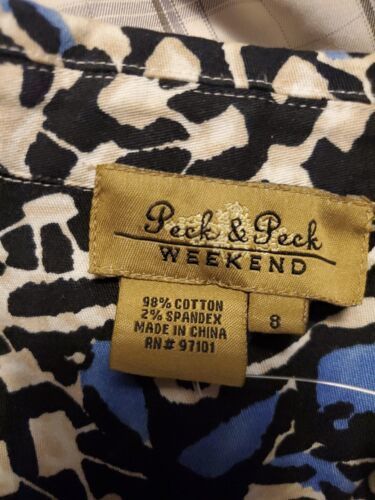 Peck & Peck
WEEKEND
98% COTTON
2% SPANDEX
MADE IN CHINA
RN# 97101
8